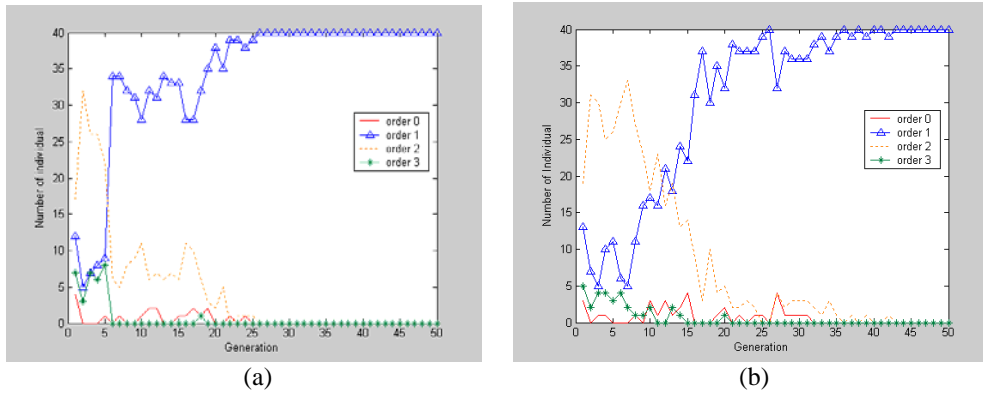 40
35
30
25
20
15
10
5
0
Number of individual
order 0
order 1
order 2
order 3
0 5 10 15 20 25 30 35 40 45 50
Generation
(a)
40
35
30
25
20
15
10
5
0
Number of Individual
order 0
order 1
order 2
order 3
0 5 10 15 20 25 30 35 40 45 50
Generation
(b)